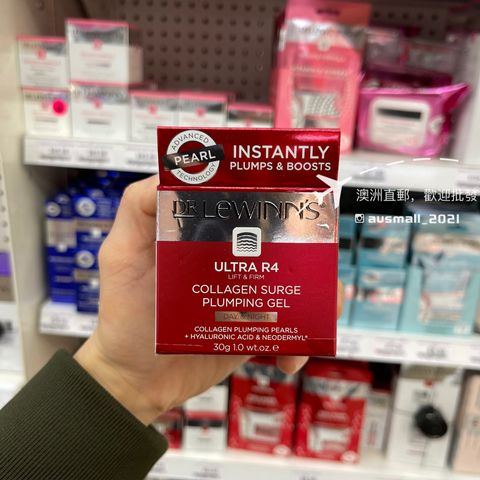 ADVANCED
PEARL
TECHNOLOGY
INSTANTLY
PLUMPS & BOOSTS
DR. LEWINN'S
ULTRA R4
LIFT & FIRM
COLLAGEN SURGE
PLUMPING GEL
DAY & NIGHT
COLLAGEN PLUMPING PEARLS
+ HYALURONIC ACID & NEODERMYL®
30g 1.0 wt.oz.e
澳洲直郵，歡迎批發
ausmall_2021